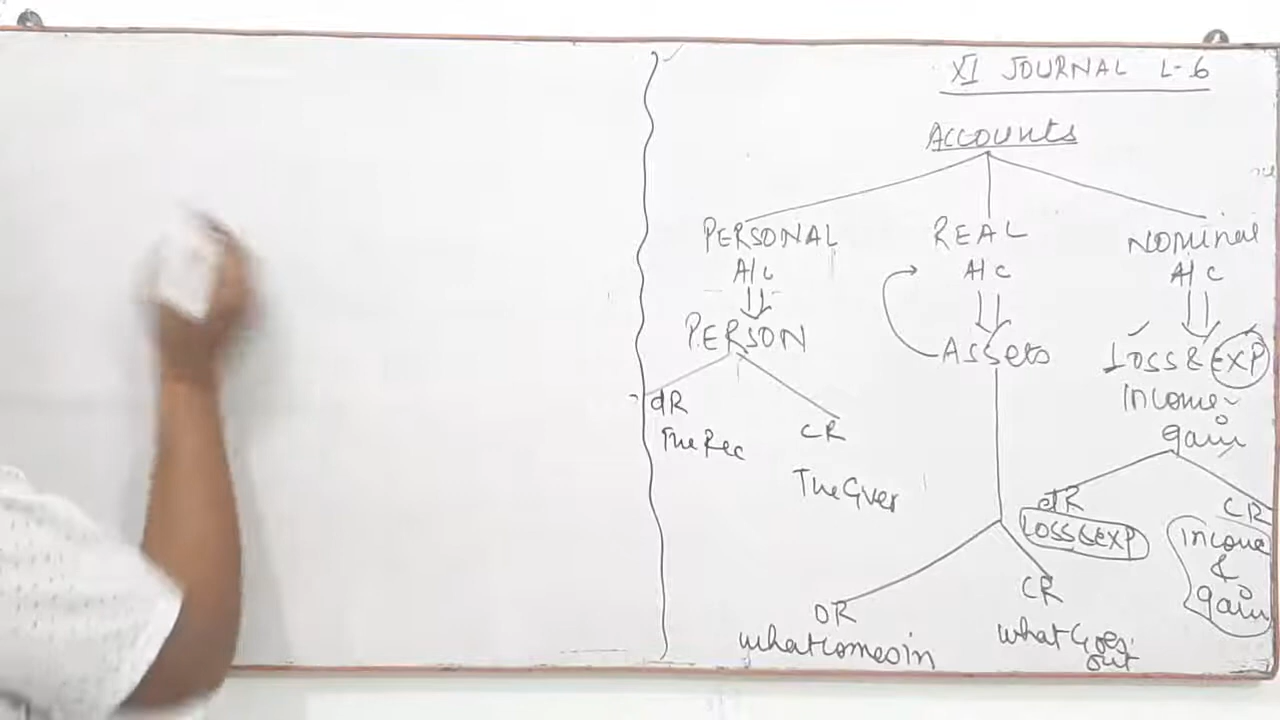 XI JOURNAL L-6
ACCOUNTS
PERSONAL REAL NOMINAL
A/C A/C A/C
PERSON ASSETS LOSS & EXP
Income
gain
dR CR
The Rec The Giver
dR CR
LOSS & EXP Income & gain
DR CR
what comes in what Goes out